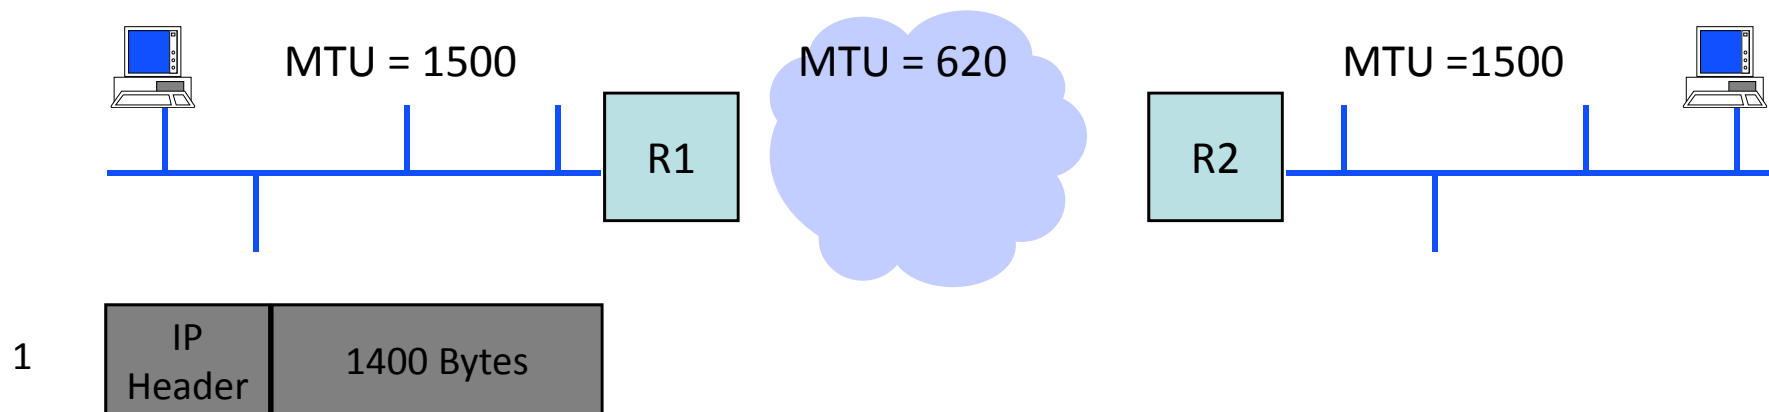 MTU = 1500
MTU = 620
MTU =1500
R1
R2
1
IP
Header
1400 Bytes